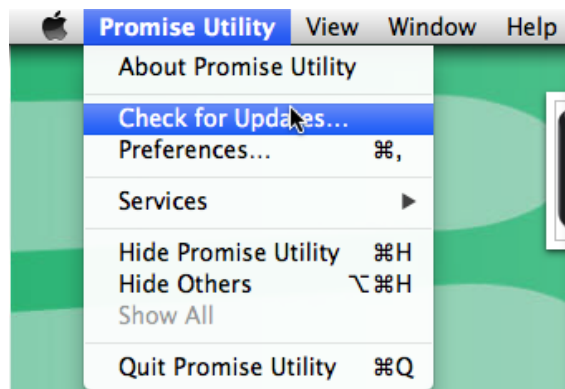 Promise Utility View Window Help
About Promise Utility
Check for Updates...
Preferences... ⌘,
Services ▶
Hide Promise Utility ⌘H
Hide Others ⌥⌘H
Show All
Quit Promise Utility ⌘Q